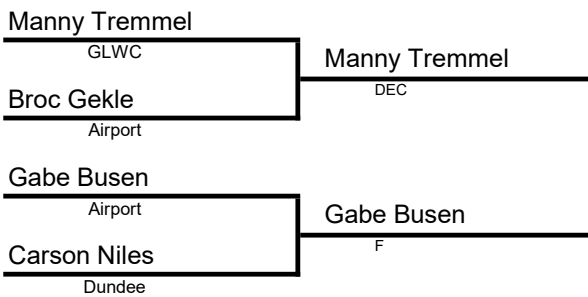 Manny Tremmel
GLWC
Manny Tremmel
DEC
Broc Gekle
Airport
Gabe Busen
Airport
Gabe Busen
F
Carson Niles
Dundee